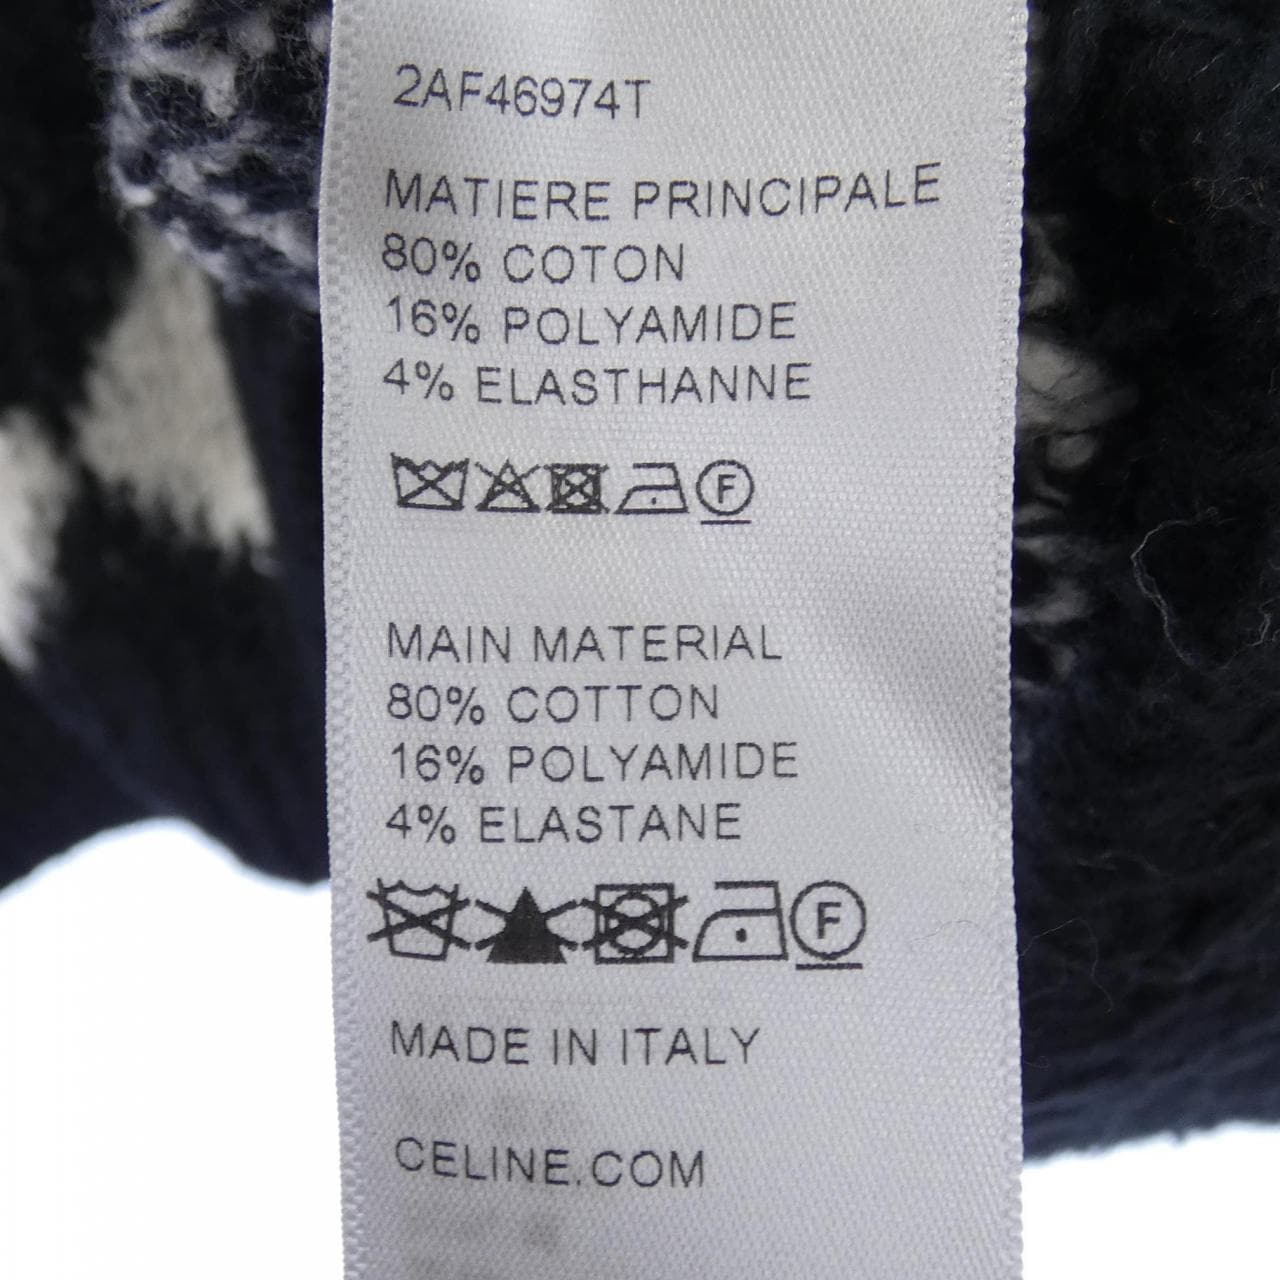 2AF46974T
MATIERE PRINCIPALE
80% COTON
16% POLYAMIDE
4% ELASTHANNE
F
MAIN MATERIAL
80% COTTON
16% POLYAMIDE
4% ELASTANE
F
MADE IN ITALY
CELINE.COM